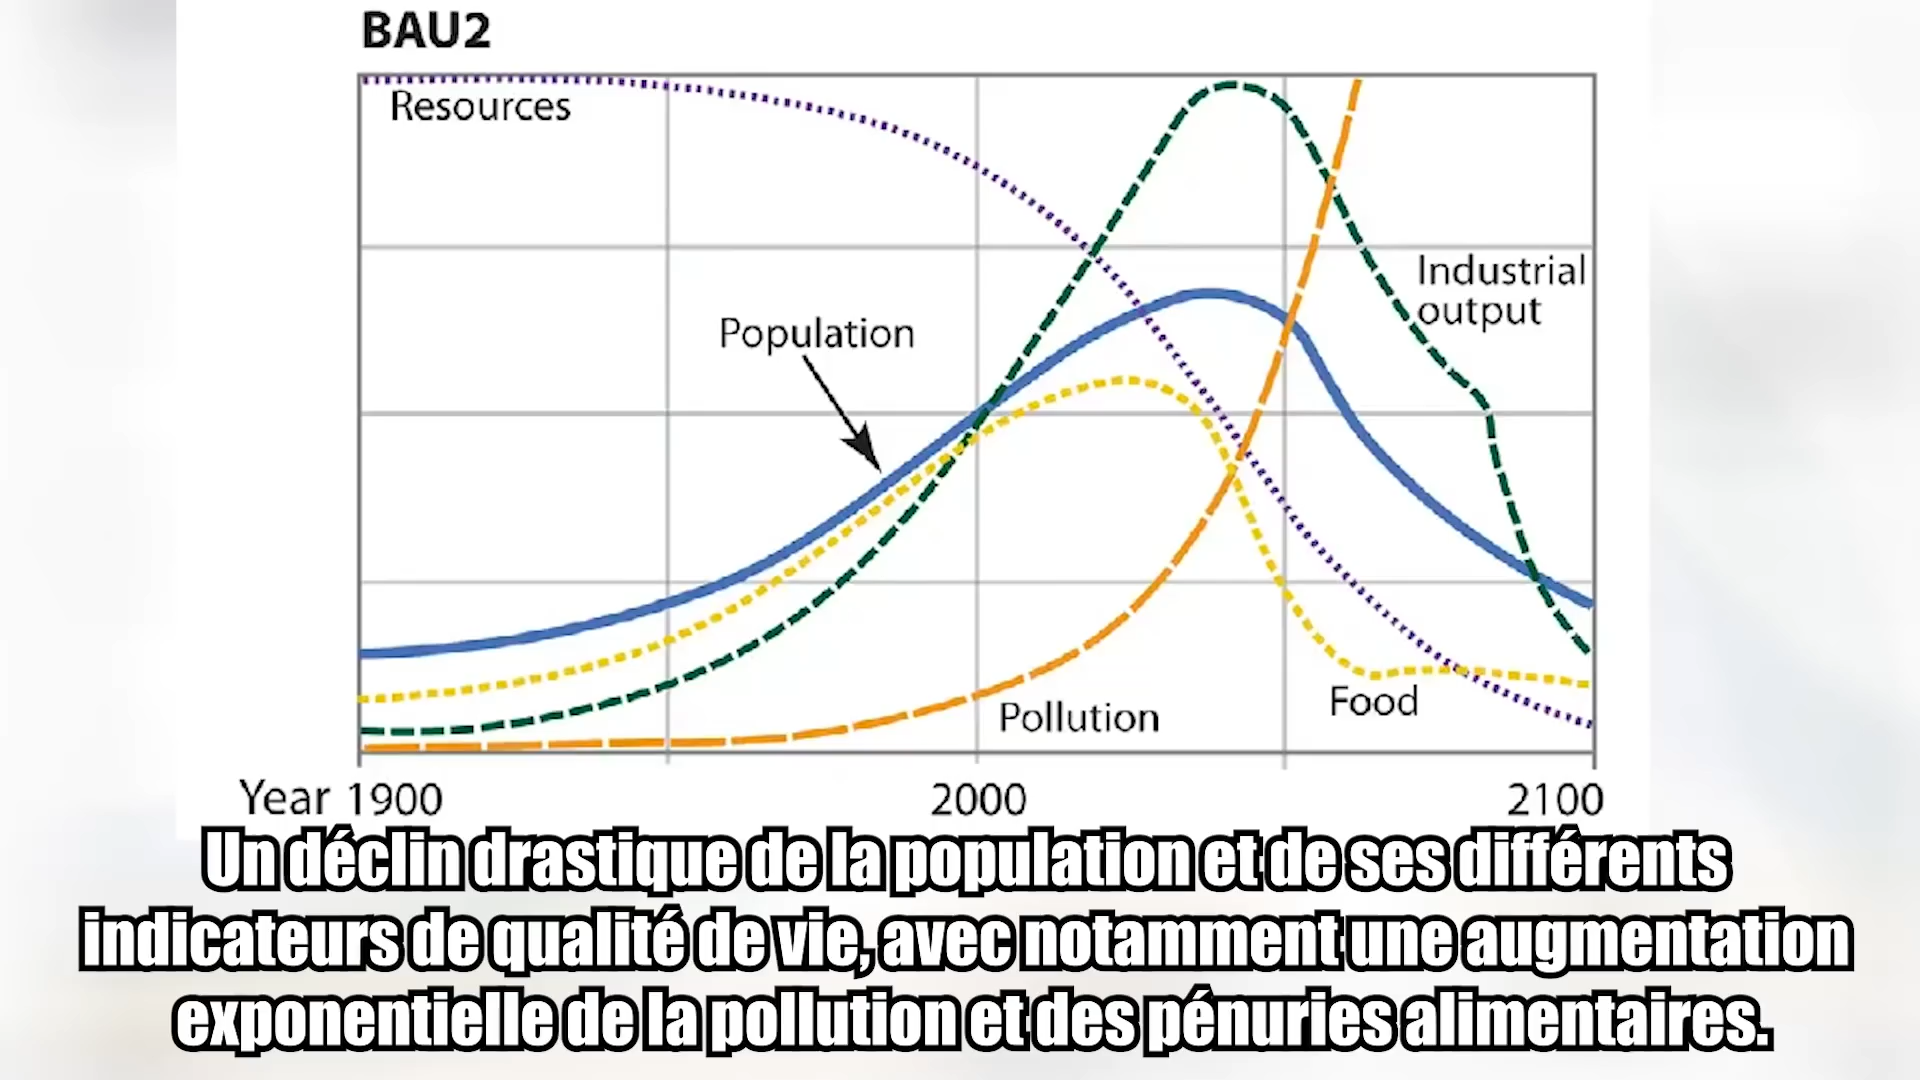 BAU2
Resources
Industrial
output
Population
Food
Pollution
Year 1900 2000 2100
Un déclin drastique de la population et de ses différents
indicateurs de qualité de vie, avec notamment une augmentation
exponentielle de la pollution et des pénuries alimentaires.